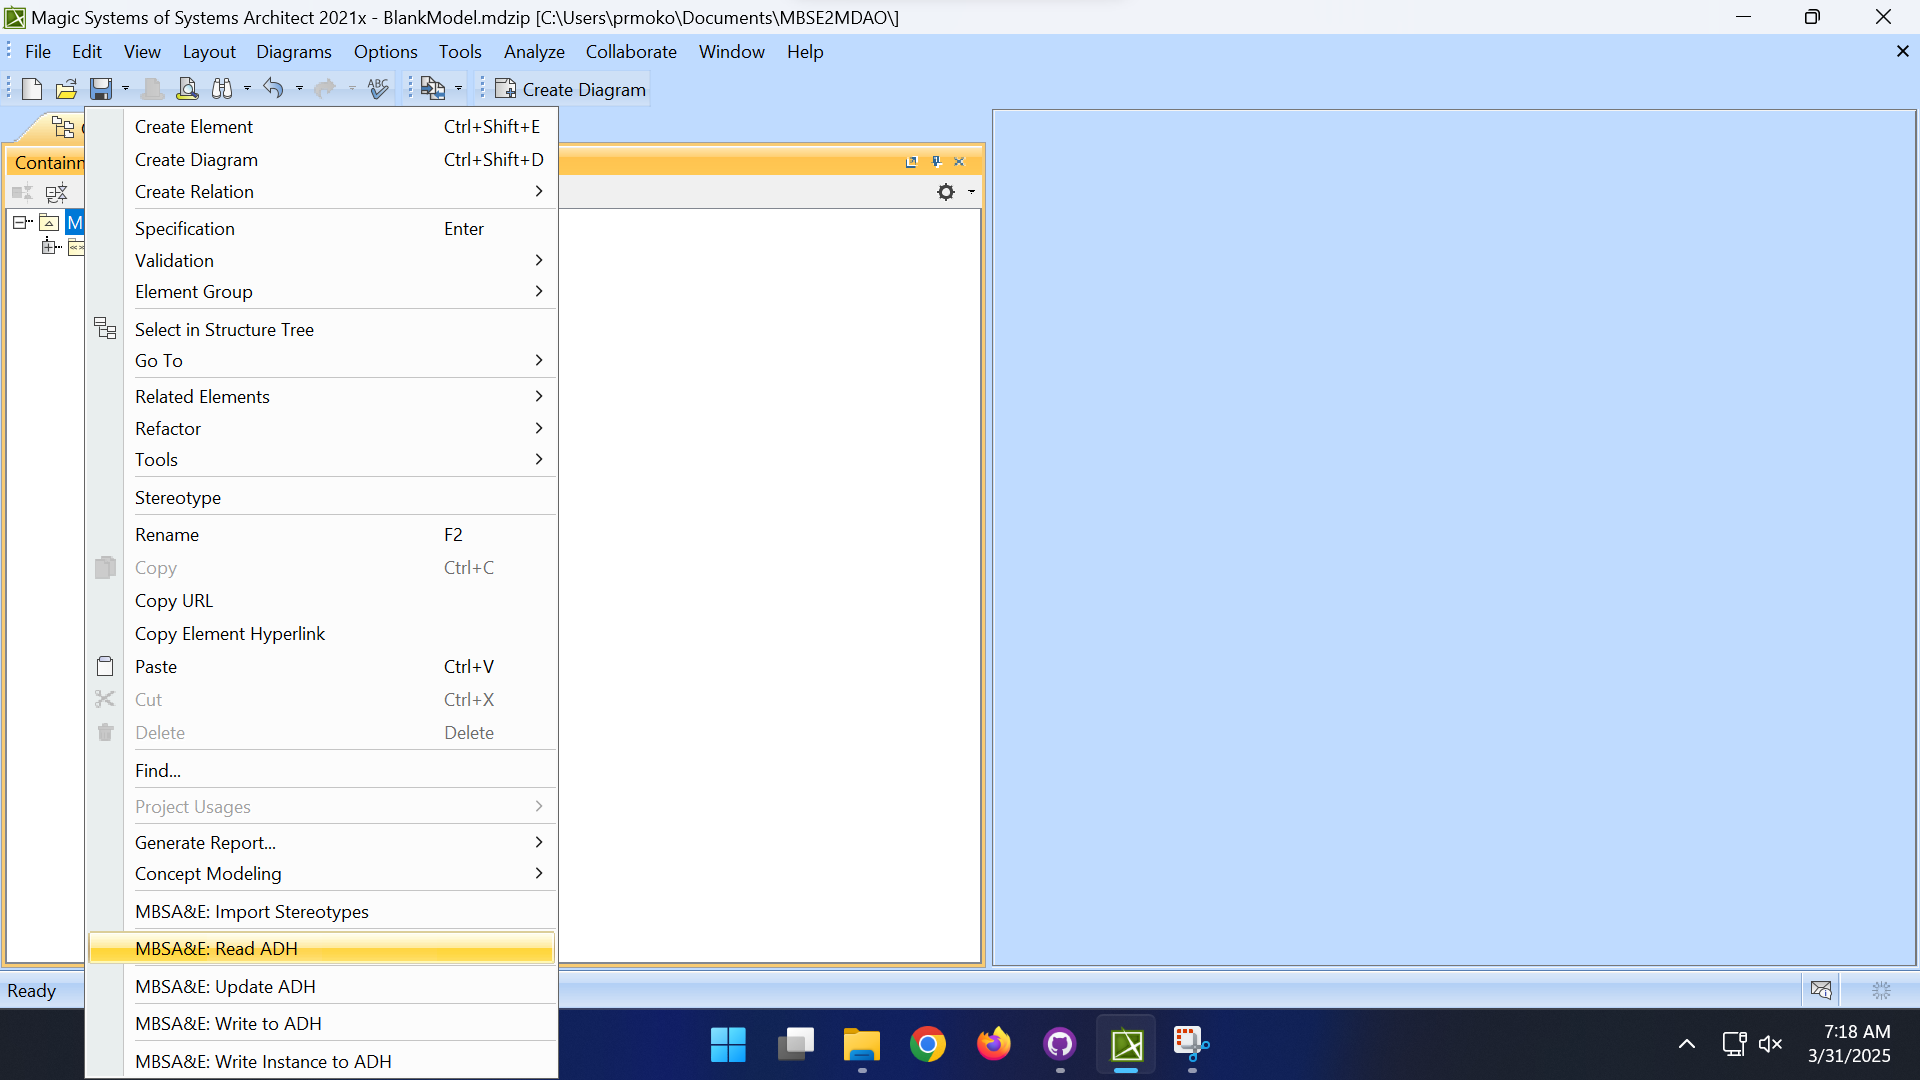 Magic Systems of Systems Architect 2021x - BlankModel.mdzip [C:\Users\prmoko\Documents\MBSE2MDAO\]
File Edit View Layout Diagrams Options Tools Analyze Collaborate Window Help
ABC Create Diagram
Containm
M
Create Element Ctrl+Shift+E
Create Diagram Ctrl+Shift+D
Create Relation
Specification Enter
Validation
Element Group
Select in Structure Tree
Go To
Related Elements
Refactor
Tools
Stereotype
Rename F2
Copy Ctrl+C
Copy URL
Copy Element Hyperlink
Paste Ctrl+V
Cut Ctrl+X
Delete Delete
Find...
Project Usages
Generate Report...
Concept Modeling
MBSA&E: Import Stereotypes
MBSA&E: Read ADH
MBSA&E: Update ADH
MBSA&E: Write to ADH
MBSA&E: Write Instance to ADH
Ready
7:18 AM
3/31/2025